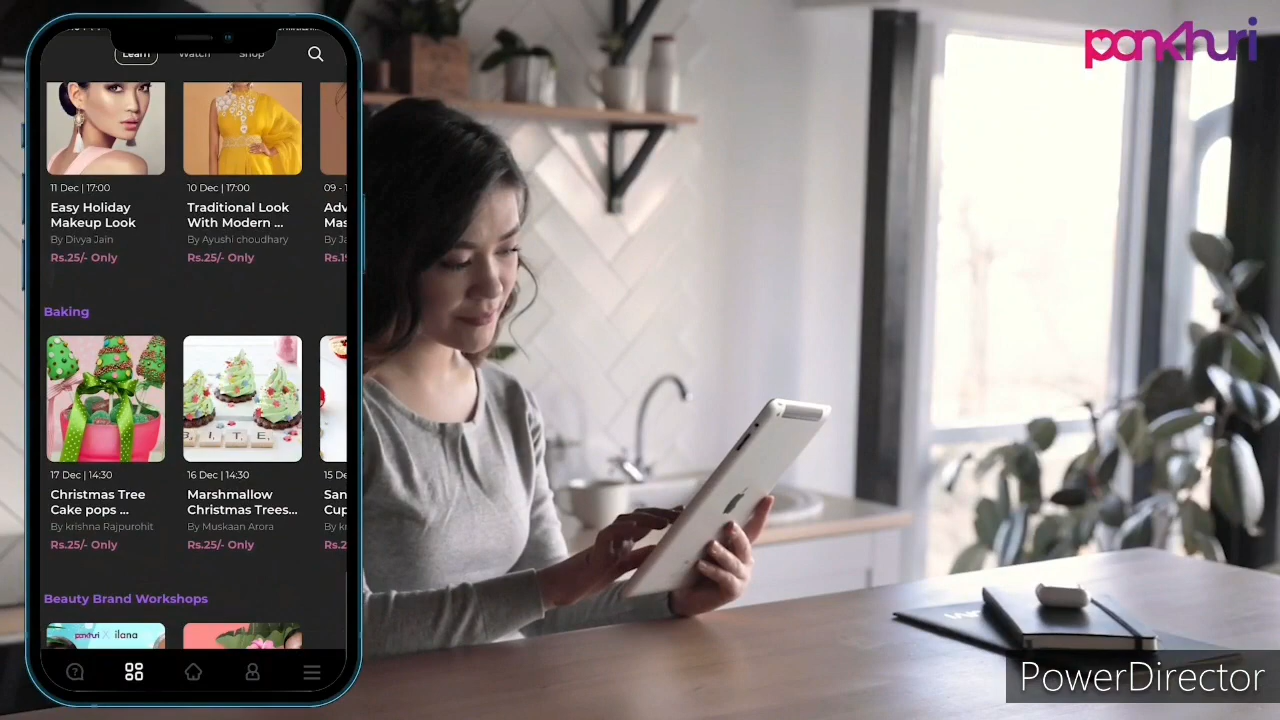 Learn
Watch
Shop
11 Dec | 17:00
Easy Holiday
Makeup Look
By Divya Jain
Rs.25/- Only
10 Dec | 17:00
Traditional Look
With Modern ...
By Ayushi choudhary
Rs.25/- Only
09 -
Baking
BITE
17 Dec | 14:30
Christmas Tree
Cake pops ...
By krishna Rajpurohit
Rs.25/- Only
16 Dec | 14:30
Marshmallow
Christmas Trees...
By Muskaan Arora
Rs.25/- Only
Beauty Brand Workshops
pankhuri X ilana
pankhuri
PowerDirector